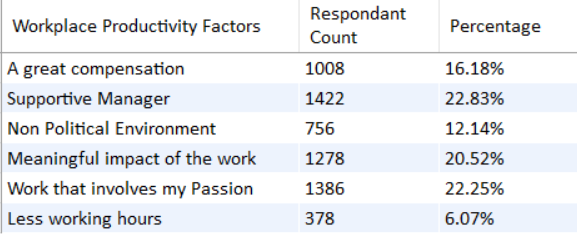 Workplace Productivity Factors Respondant Count Percentage
A great compensation 1008 16.18%
Supportive Manager 1422 22.83%
Non Political Environment 756 12.14%
Meaningful impact of the work 1278 20.52%
Work that involves my Passion 1386 22.25%
Less working hours 378 6.07%